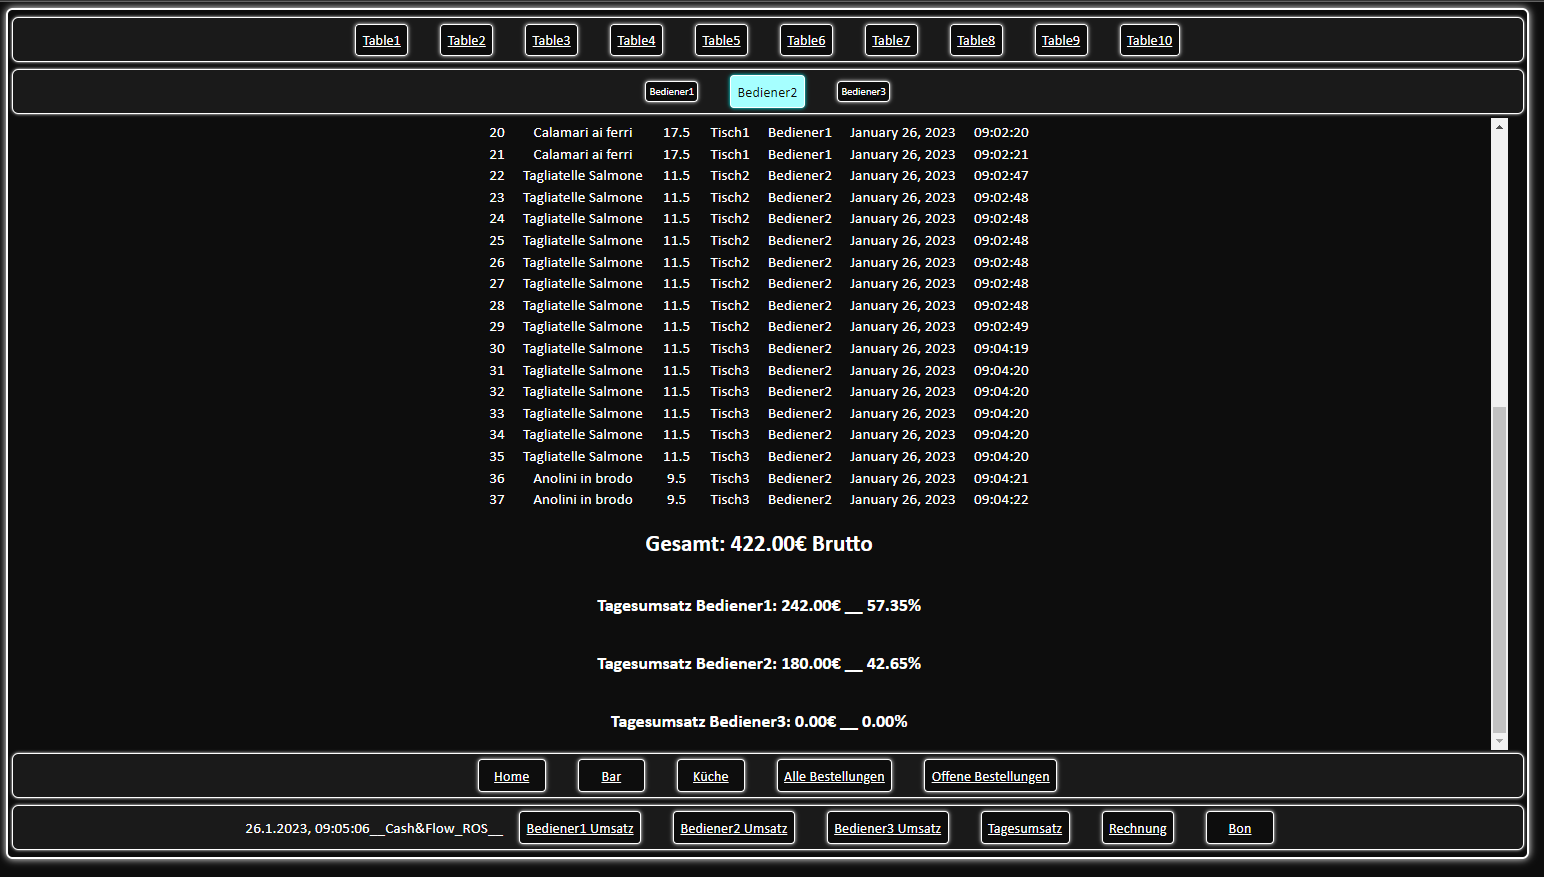 Table1 Table2 Table3 Table4 Table5 Table6 Table7 Table8 Table9 Table10
Bediener1 Bediener2 Bediener3
20 Calamari ai ferri 17.5 Tisch1 Bediener1 January 26, 2023 09:02:20
21 Calamari ai ferri 17.5 Tisch1 Bediener1 January 26, 2023 09:02:21
22 Tagliatelle Salmone 11.5 Tisch2 Bediener2 January 26, 2023 09:02:47
23 Tagliatelle Salmone 11.5 Tisch2 Bediener2 January 26, 2023 09:02:48
24 Tagliatelle Salmone 11.5 Tisch2 Bediener2 January 26, 2023 09:02:48
25 Tagliatelle Salmone 11.5 Tisch2 Bediener2 January 26, 2023 09:02:48
26 Tagliatelle Salmone 11.5 Tisch2 Bediener2 January 26, 2023 09:02:48
27 Tagliatelle Salmone 11.5 Tisch2 Bediener2 January 26, 2023 09:02:48
28 Tagliatelle Salmone 11.5 Tisch2 Bediener2 January 26, 2023 09:02:48
29 Tagliatelle Salmone 11.5 Tisch2 Bediener2 January 26, 2023 09:02:49
30 Tagliatelle Salmone 11.5 Tisch3 Bediener2 January 26, 2023 09:04:19
31 Tagliatelle Salmone 11.5 Tisch3 Bediener2 January 26, 2023 09:04:20
32 Tagliatelle Salmone 11.5 Tisch3 Bediener2 January 26, 2023 09:04:20
33 Tagliatelle Salmone 11.5 Tisch3 Bediener2 January 26, 2023 09:04:20
34 Tagliatelle Salmone 11.5 Tisch3 Bediener2 January 26, 2023 09:04:20
35 Tagliatelle Salmone 11.5 Tisch3 Bediener2 January 26, 2023 09:04:20
36 Anolini in brodo 9.5 Tisch3 Bediener2 January 26, 2023 09:04:21
37 Anolini in brodo 9.5 Tisch3 Bediener2 January 26, 2023 09:04:22
Gesamt: 422.00€ Brutto
Tagesumsatz Bediener1: 242.00€ __ 57.35%
Tagesumsatz Bediener2: 180.00€ __ 42.65%
Tagesumsatz Bediener3: 0.00€ __ 0.00%
Home Bar Küche Alle Bestellungen Offene Bestellungen
26.1.2023, 09:05:06__Cash&Flow_ROS__ Bediener1 Umsatz Bediener2 Umsatz Bediener3 Umsatz Tagesumsatz Rechnung Bon